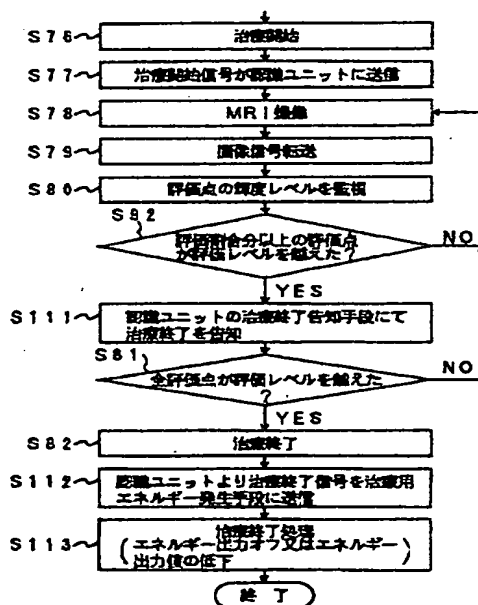 S76
治療開始
S77
治療開始信号が認識ユニットに送信
S78
MRI撮像
S79
画像信号転送
S80
評価点の輝度レベルを監視
S92
評価割合分以上の評価点
が評価レベルを越えた?
NO
YES
S111
認識ユニットの治療終了告知手段にて
治療終了を告知
S81
全評価点が評価レベルを越えた
?
NO
YES
S82
治療終了
S112
認識ユニットより治療終了信号を治療用
エネルギー発生手段に送信
S113
治療終了処理
(エネルギー出力オフ又はエネルギー
出力値の低下)
終了